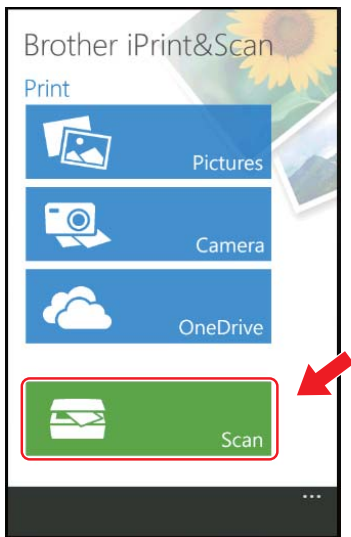 Brother iPrint&Scan
Print
Pictures
Camera
OneDrive
Scan
...